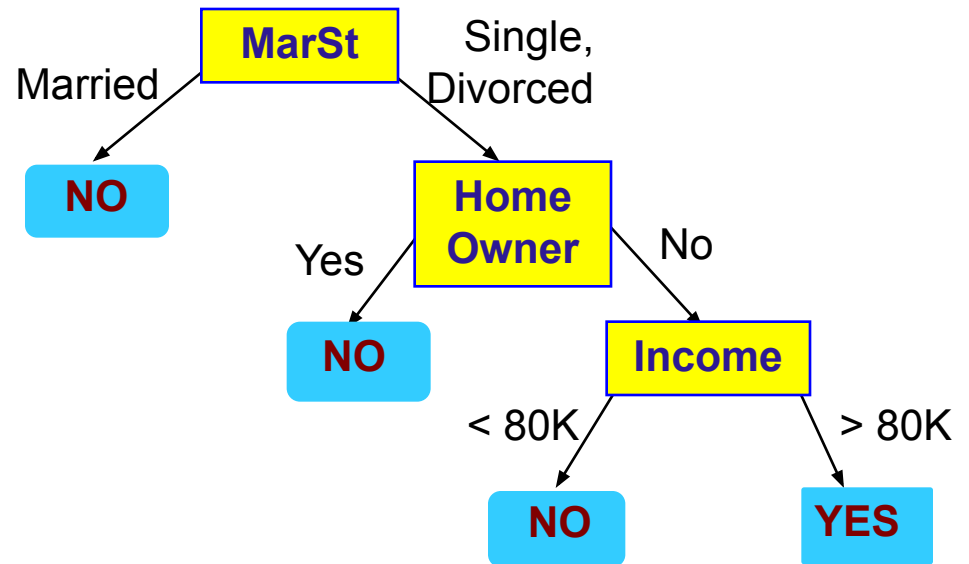 MarSt
Single,
Divorced
Married
NO
Home
Owner
Yes
No
NO
Income
< 80K
> 80K
NO
YES